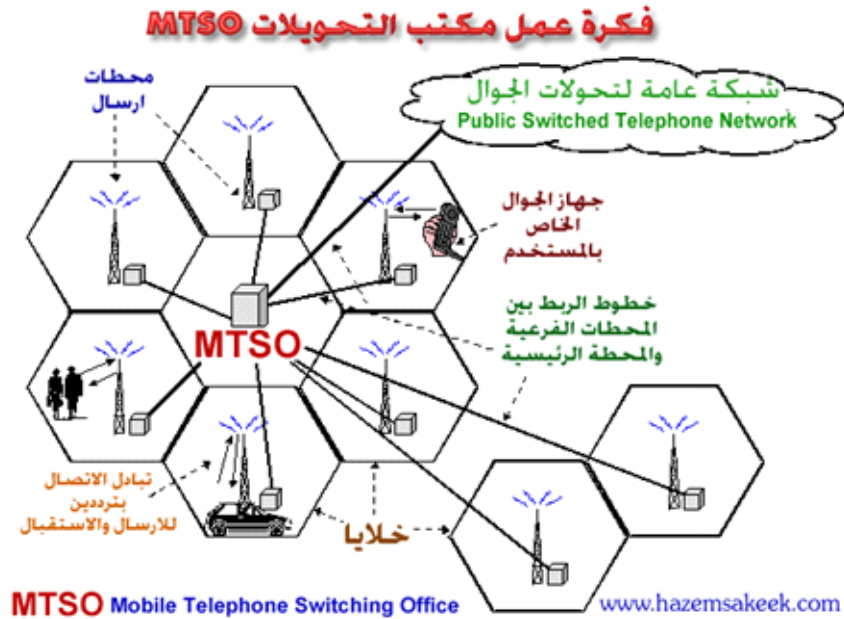 فكرة عمل مكتب التحويلات MTSO
محطات
ارسال
شبكة عامة لتحولات الجوال
Public Switched Telephone Network
جهاز الجوال
الخاص
بالمستخدم
خطوط الربط بين
المحطات الفرعية
والمحطة الرئيسية
MTSO
تبادل الاتصال
بترددين
للارسال والاستقبال
خلايا
MTSO Mobile Telephone Switching Office
www.hazemsakeek.com